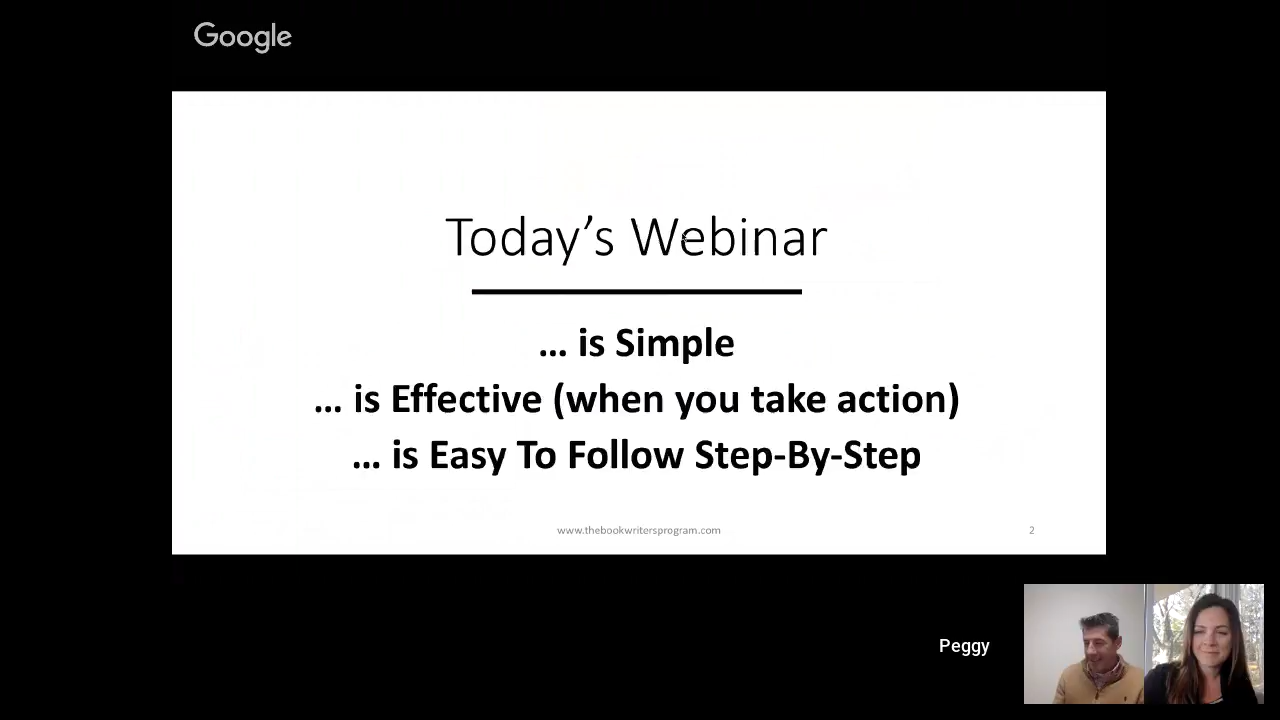 Google
Today’s Webinar
... is Simple
... is Effective (when you take action)
... is Easy To Follow Step-By-Step
www.thebookwritersprogram.com
2
Peggy